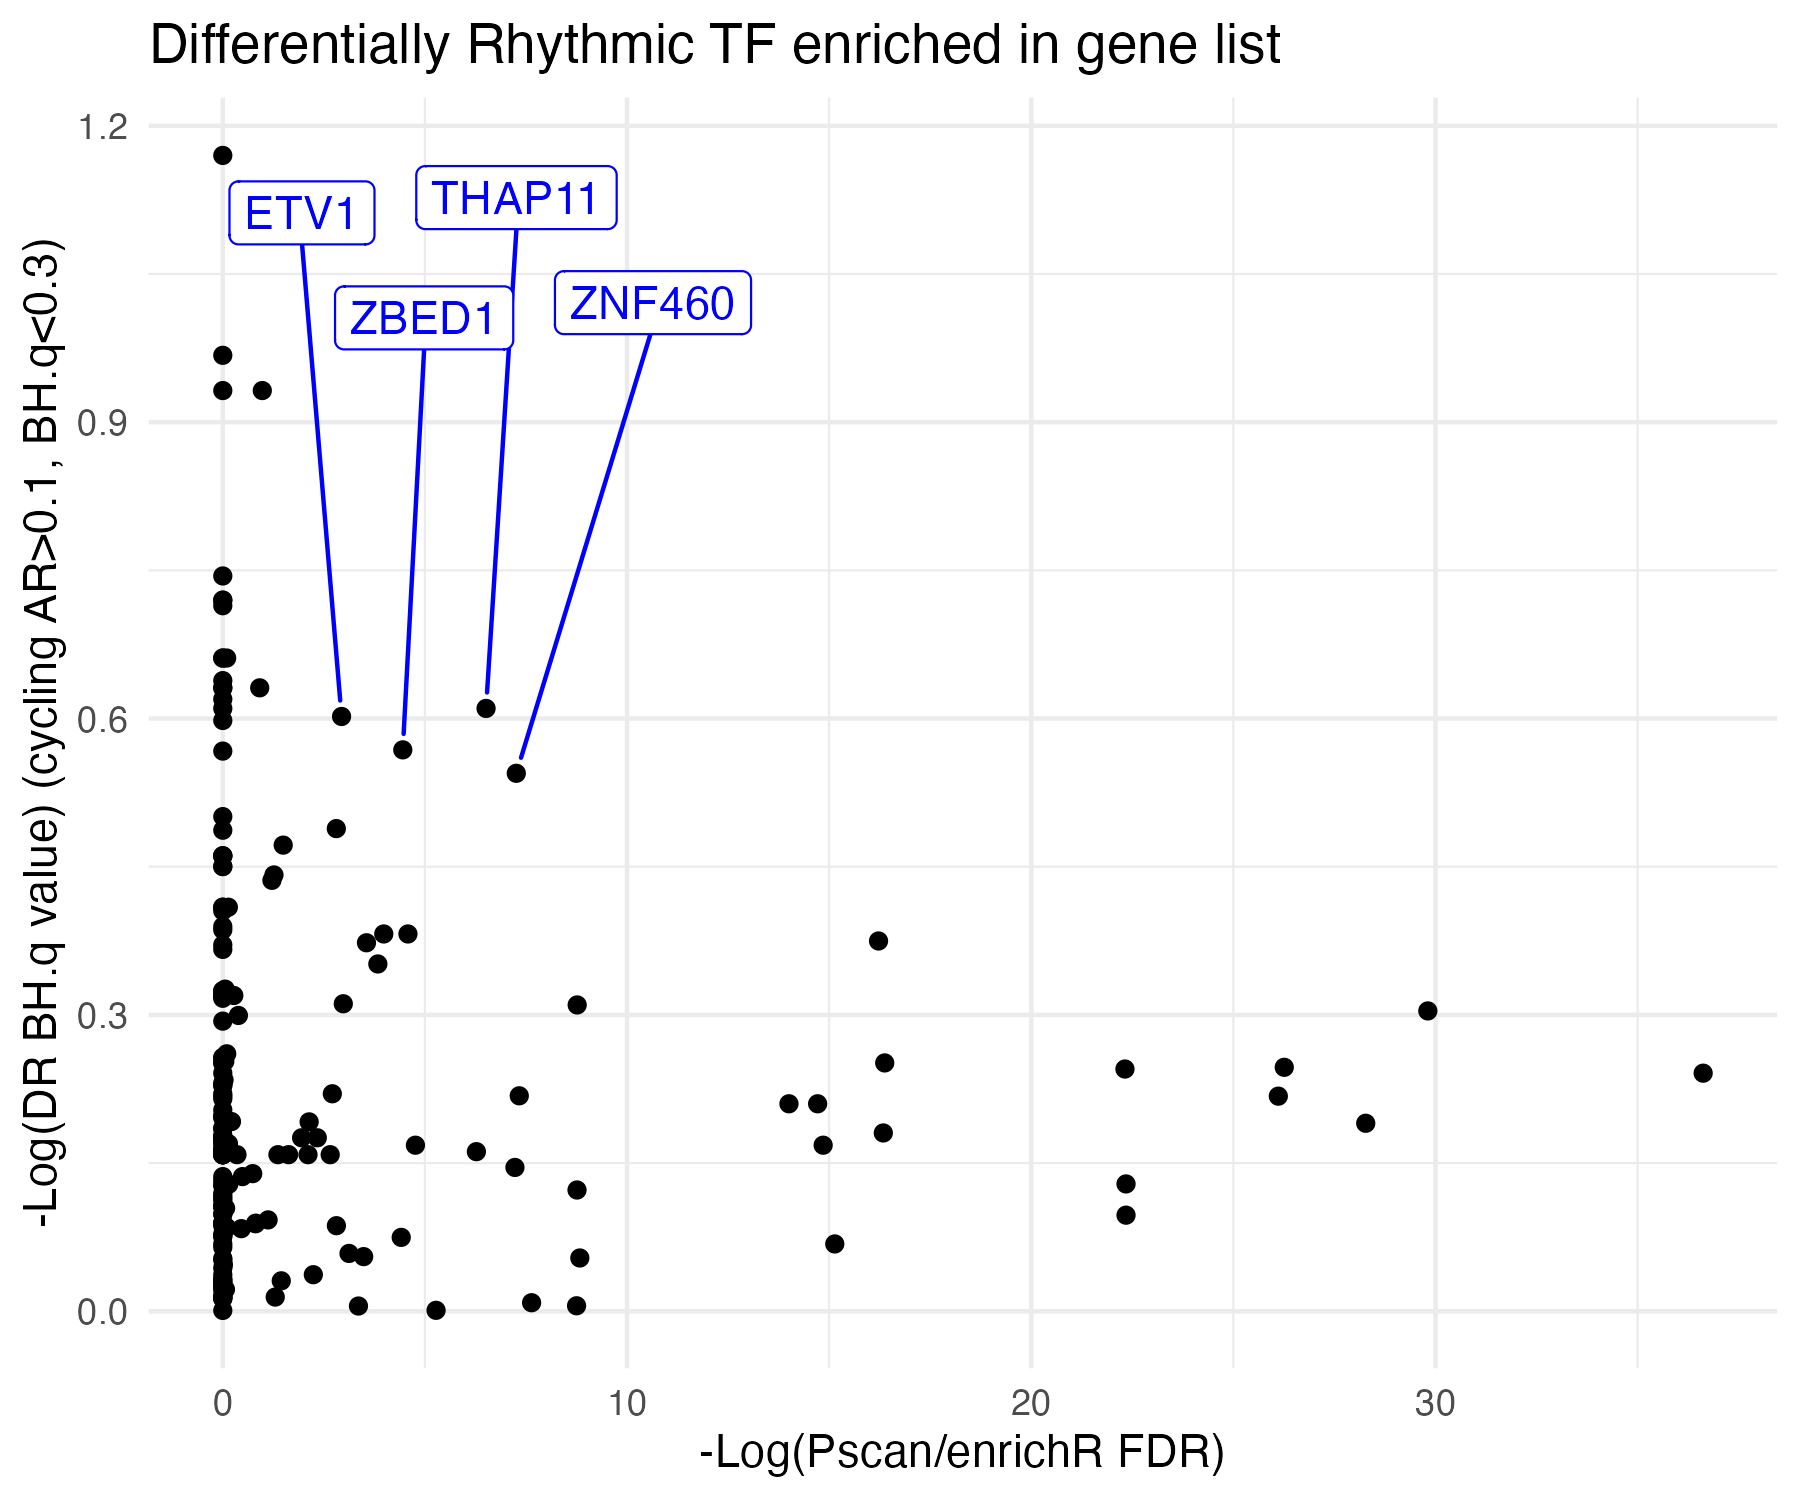 Differentially Rhythmic TF enriched in gene list
-Log(DR BH.q value) (cycling AR>0.1, BH.q<0.3)
1.2
0.9
0.6
0.3
0.0
ETV1
THAP11
ZBED1
ZNF460
0
10
20
30
-Log(Pscan/enrichR FDR)